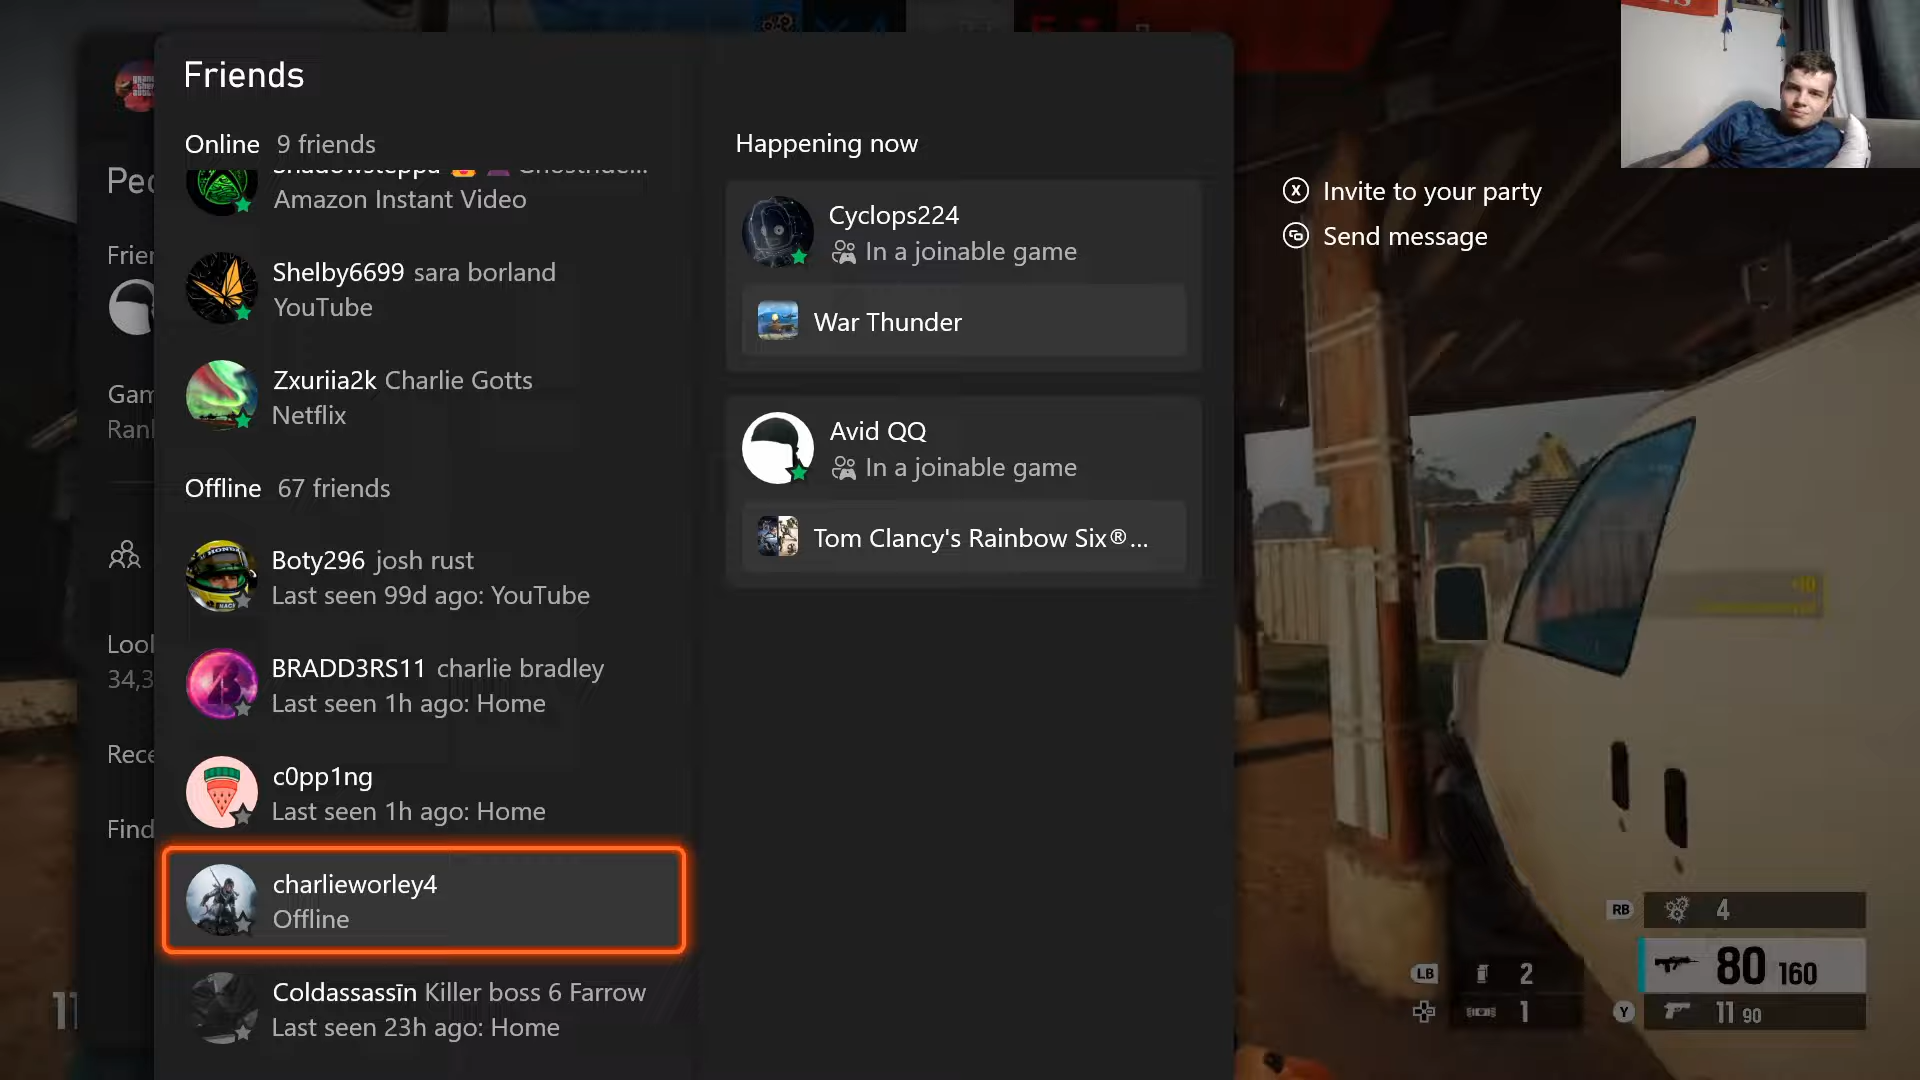 Friends
Online 9 friends
Amazon Instant Video
Shelby6699 sara borland
YouTube
Zxuriia2k Charlie Gotts
Netflix
Offline 67 friends
Boty296 josh rust
Last seen 99d ago: YouTube
BRADD3RS11 charlie bradley
Last seen 1h ago: Home
c0pp1ng
Last seen 1h ago: Home
charlieworley4
Offline
Coldassassīn Killer boss 6 Farrow
Last seen 23h ago: Home
Happening now
Cyclops224
In a joinable game
War Thunder
Avid QQ
In a joinable game
Tom Clancy's Rainbow Six®...
X Invite to your party
Send message
RB 4
LB 2
80 160
1
Y 11 90